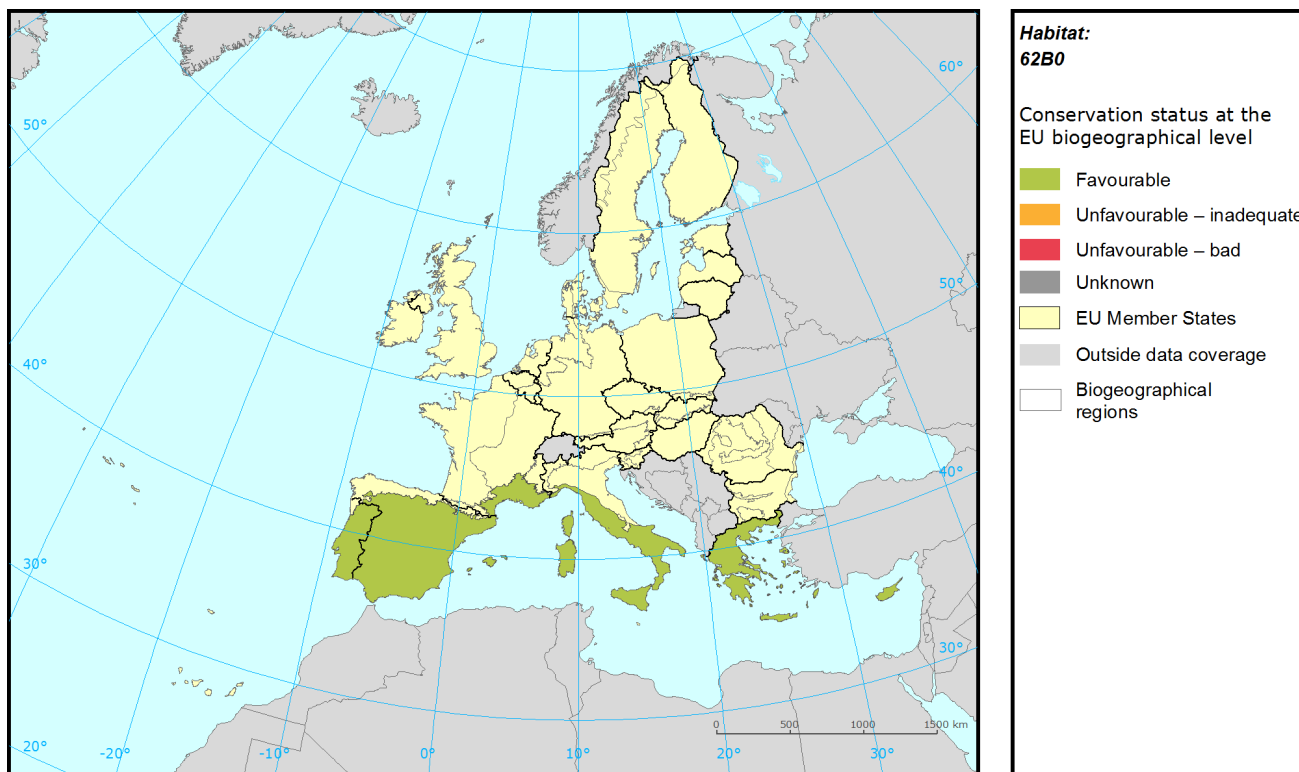 60°
50°
50°
40°
40°
30°
30°
20°
-20°
-10°
0°
10°
20°
30°
0
500
1000
1500 km
Habitat:
62B0
Conservation status at the
EU biogeographical level
Favourable
Unfavourable – inadequate
Unfavourable – bad
Unknown
EU Member States
Outside data coverage
Biogeographical
regions